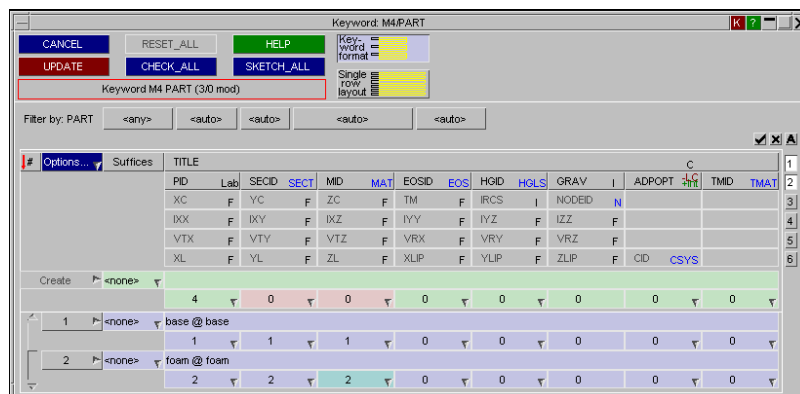 Keyword: M4/PART
K ?
CANCEL RESET_ALL HELP Key-word format
UPDATE CHECK_ALL SKETCH_ALL Single row layout
Keyword M4 PART (3/0 mod)
Filter by: PART <any> <auto> <auto> <auto> <auto>
A
# Options... Suffices TITLE C 1
PID Lab SECID SECT MID MAT EOSID EOS HGID HGLS GRAV I ADPOPT -LC +Int TMID TMAT 2
XC F YC F ZC F TM F IRCS I NODEID N 3
IXX F IXY F IXZ F IYY F IYZ F IZZ F 4
VTX F VTY F VTZ F VRX F VRY F VRZ F 5
XL F YL F ZL F XLIP F YLIP F ZLIP F CID CSYS 6
Create <none>
4 0 0 0 0 0 0 0
1 <none> base @ base
1 1 1 0 0 0 0 0
2 <none> foam @ foam
2 2 2 0 0 0 0 0